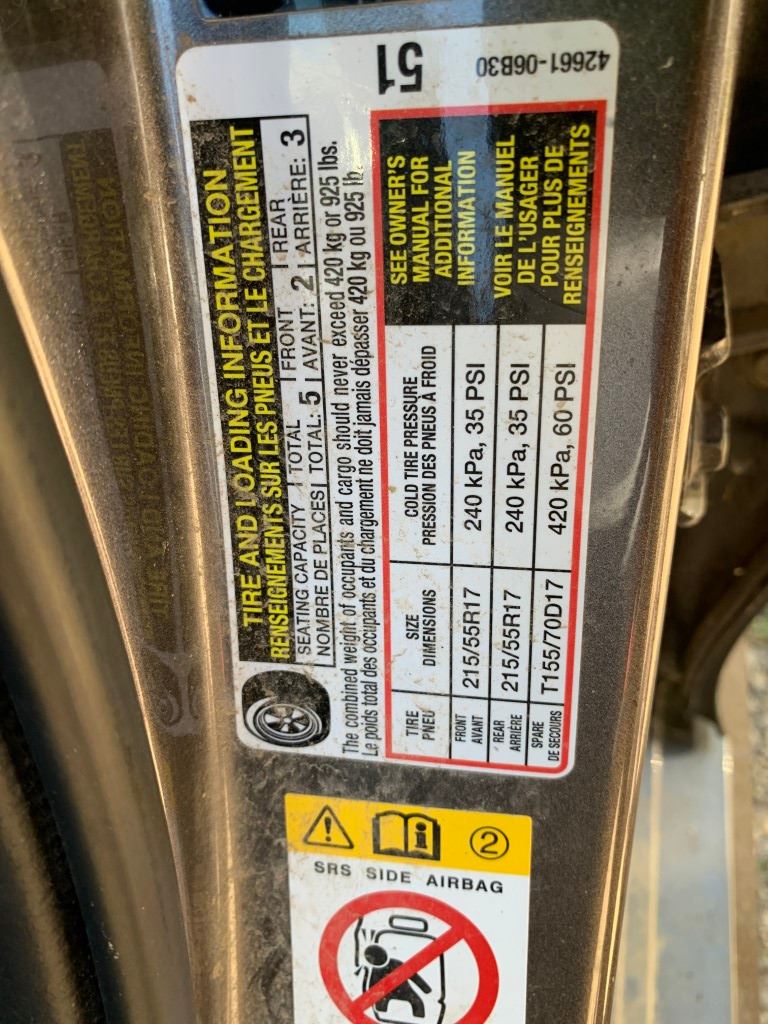 TIRE AND LOADING INFORMATION
RENSEIGNEMENTS SUR LES PNEUS ET LE CHARGEMENT
SEATING CAPACITY | TOTAL | FRONT | REAR
NOMBRE DE PLACES | TOTAL: 5 | AVANT: 2 | ARRIÈRE: 3
The combined weight of occupants and cargo should never exceed 420 kg or 925 lbs.
Le poids total des occupants et du chargement ne doit jamais dépasser 420 kg ou 925 lb.
TIRE SIZE COLD TIRE PRESSURE
PNEU DIMENSIONS PRESSION DES PNEUS À FROID
FRONT
AVANT 215/55R17 240 kPa, 35 PSI
REAR
ARRIÈRE 215/55R17 240 kPa, 35 PSI
SPARE
DE SECOURS T155/70D17 420 kPa, 60 PSI
SEE OWNER'S
MANUAL FOR
ADDITIONAL
INFORMATION
VOIR LE MANUEL
DE L'USAGER
POUR PLUS DE
RENSEIGNEMENTS
51
42661-06B30
2
SRS SIDE AIRBAG